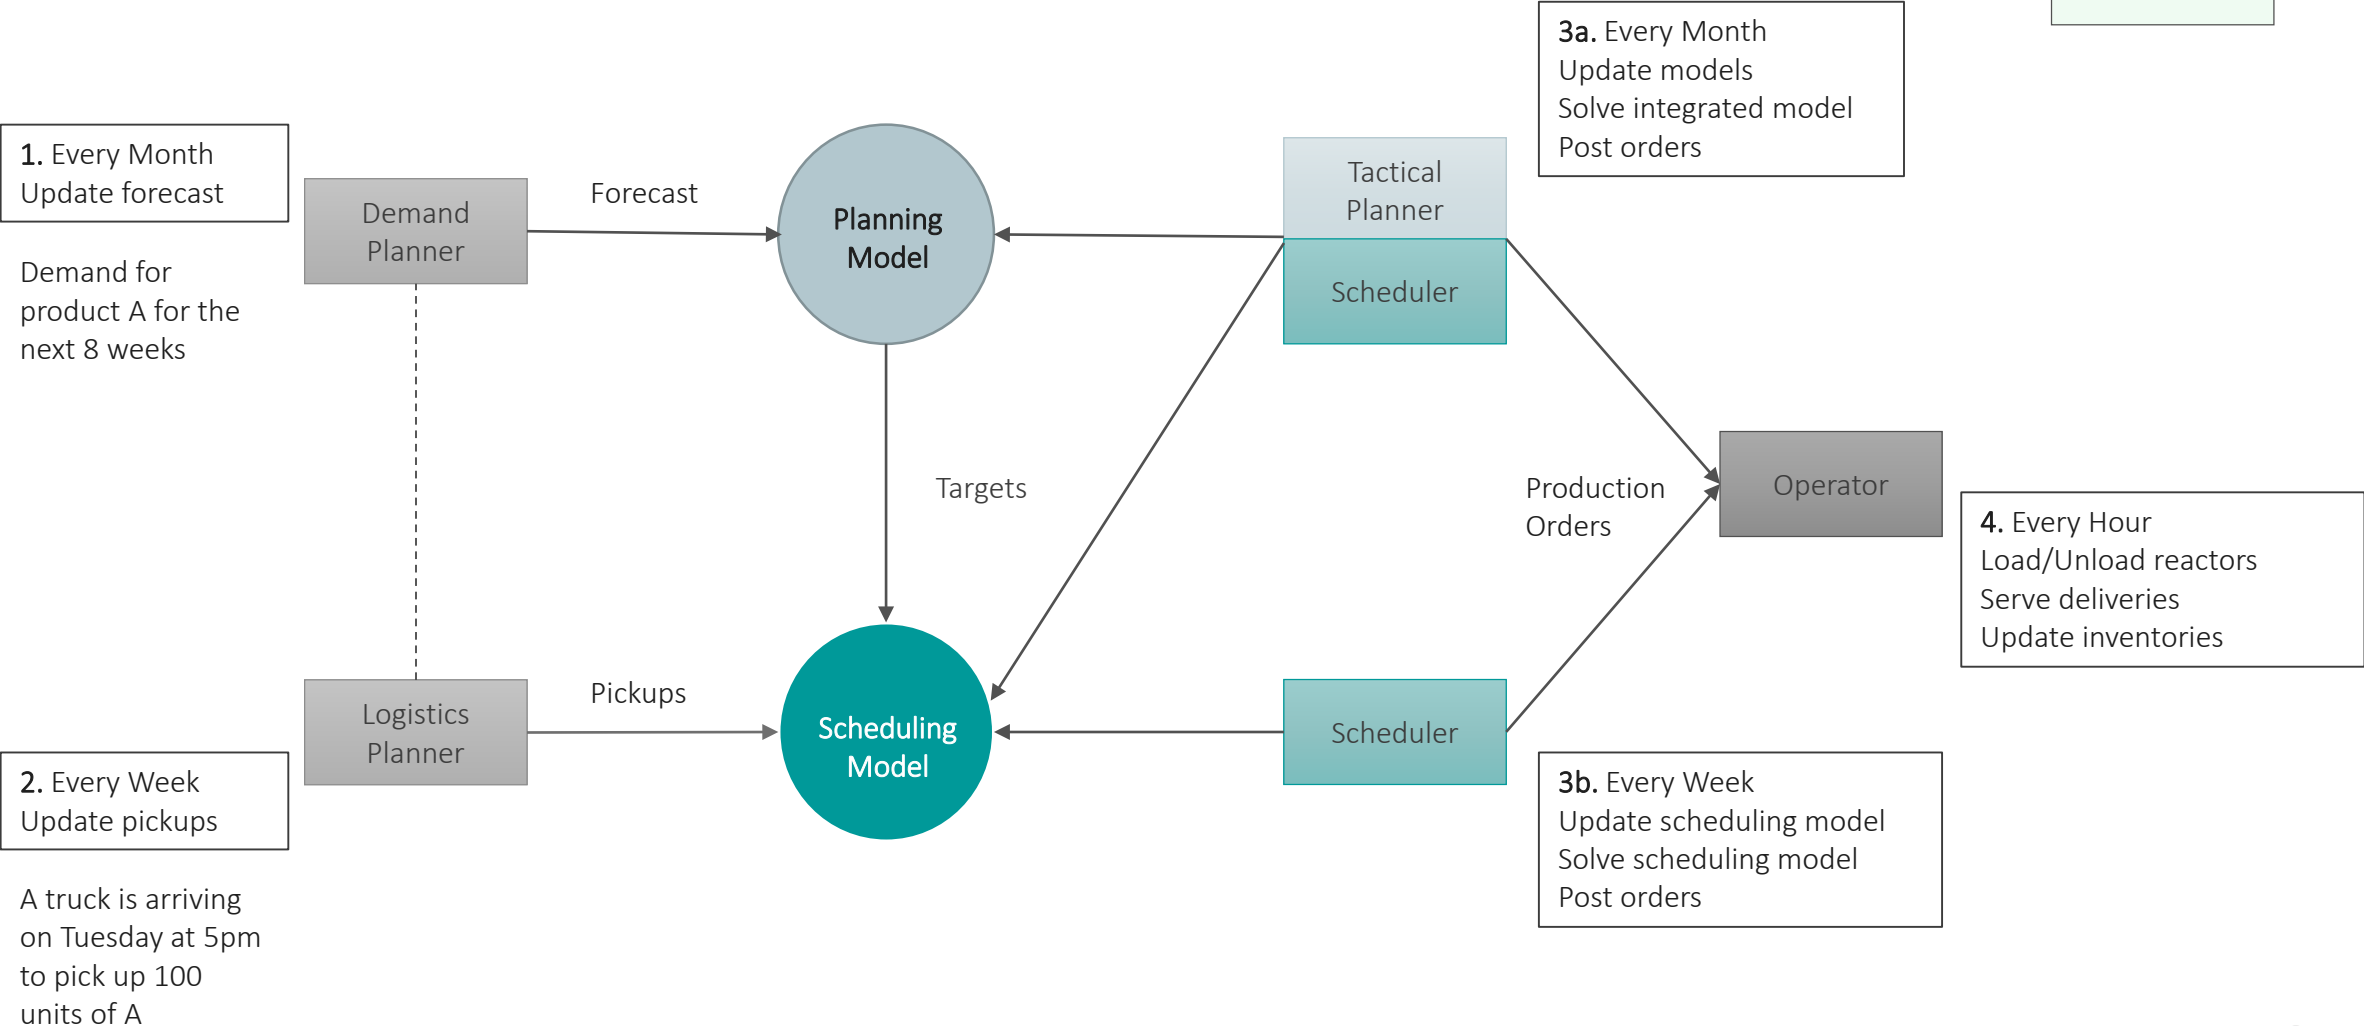 3a. Every Month
Update models
Solve integrated model
Post orders
1. Every Month
Update forecast
Demand
Planner
Forecast
Planning
Model
Tactical
Planner
Scheduler
Demand for
product A for the
next 8 weeks
Targets
Production
Orders
Operator
4. Every Hour
Load/Unload reactors
Serve deliveries
Update inventories
Logistics
Planner
Pickups
Scheduling
Model
Scheduler
2. Every Week
Update pickups
3b. Every Week
Update scheduling model
Solve scheduling model
Post orders
A truck is arriving
on Tuesday at 5pm
to pick up 100
units of A